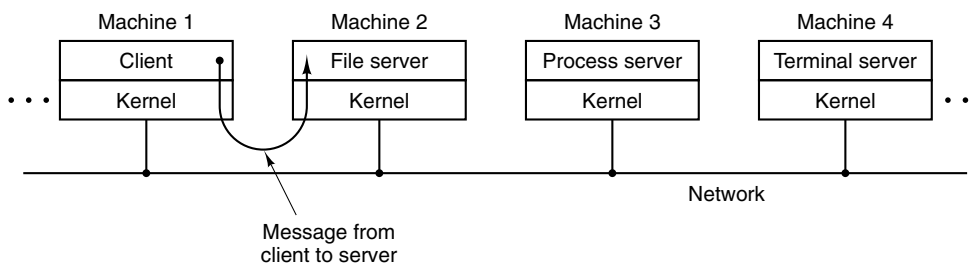 Machine 1
Machine 2
Machine 3
Machine 4
Client
File server
Process server
Terminal server
Kernel
Kernel
Kernel
Kernel
Network
Message from
client to server